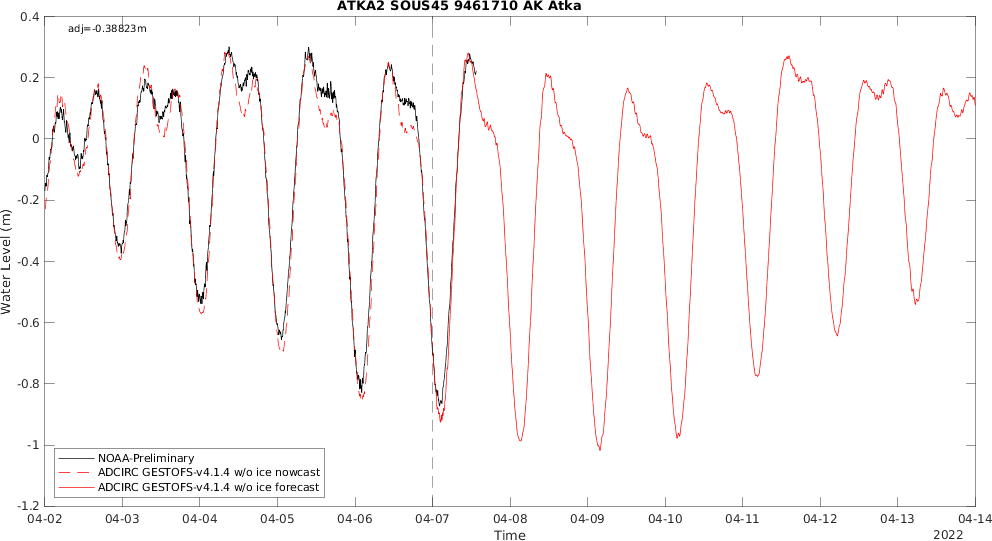 ATKA2 SOUS45 9461710 AK Atka
adj=-0.38823m
0.4
0.2
0
-0.2
-0.4
-0.6
-0.8
-1
-1.2
Water Level (m)
NOAA-Preliminary
ADCIRC GESTOFS-v4.1.4 w/o ice nowcast
ADCIRC GESTOFS-v4.1.4 w/o ice forecast
04-02 04-03 04-04 04-05 04-06 04-07 04-08 04-09 04-10 04-11 04-12 04-13 04-14
Time
2022